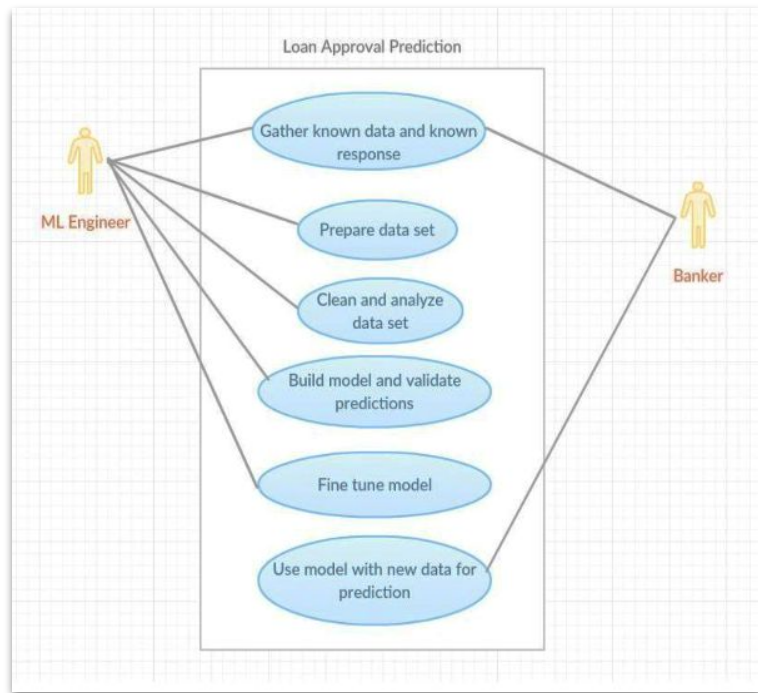 Loan Approval Prediction
Gather known data and known
response
ML Engineer
Prepare data set
Banker
Clean and analyze
data set
Build model and validate
predictions
Fine tune model
Use model with new data for
prediction